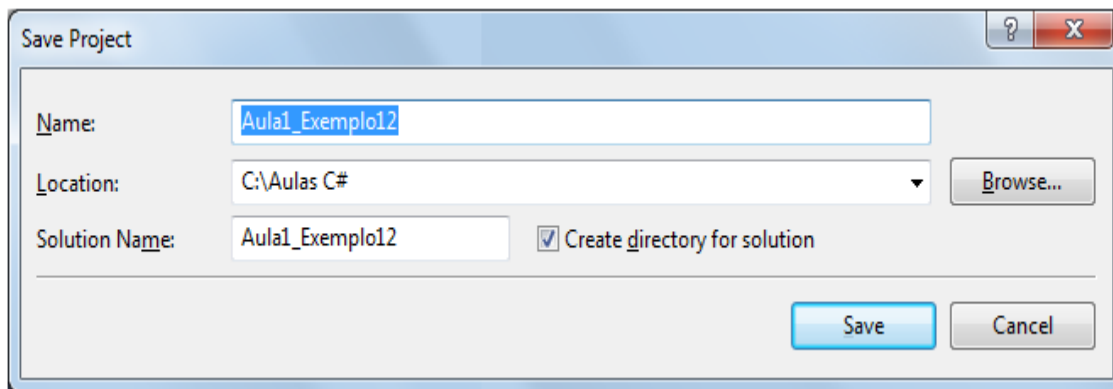 Save Project
Name: Aula1_Exemplo12
Location: C:\Aulas C# Browse...
Solution Name: Aula1_Exemplo12 Create directory for solution
Save Cancel